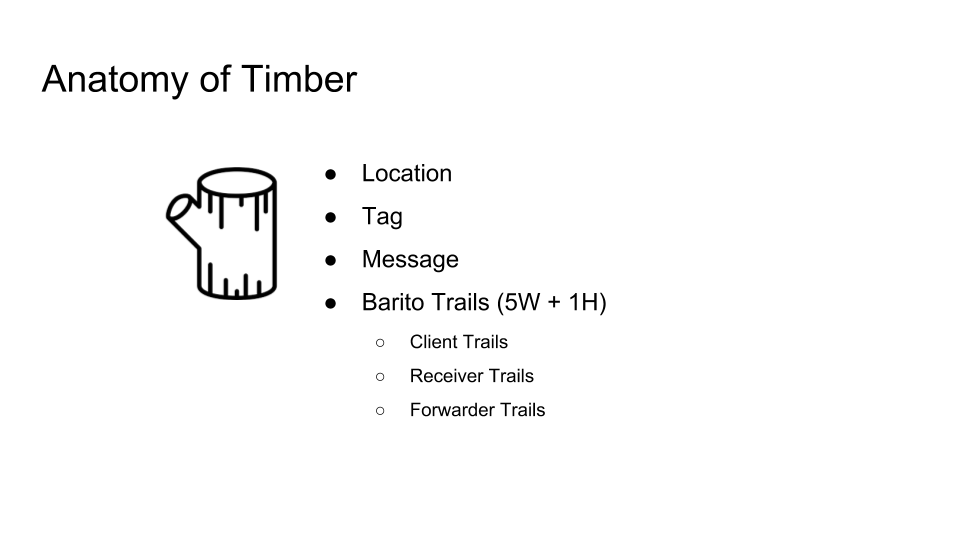 Anatomy of Timber
● Location
● Tag
● Message
● Barito Trails (5W + 1H)
○ Client Trails
○ Receiver Trails
○ Forwarder Trails